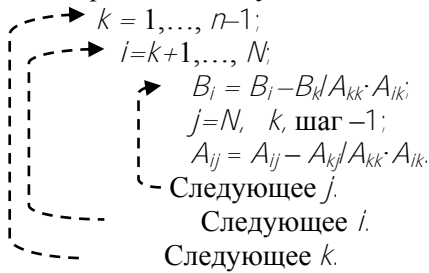 k = 1,…, n–1;
i=k+1,…, N;
B_i = B_i–B_k/A_kk·A_ik;
j=N, k, шаг –1;
A_ij = A_ij – A_kj/A_kk·A_ik.
Следующее j.
Следующее i.
Следующее k.